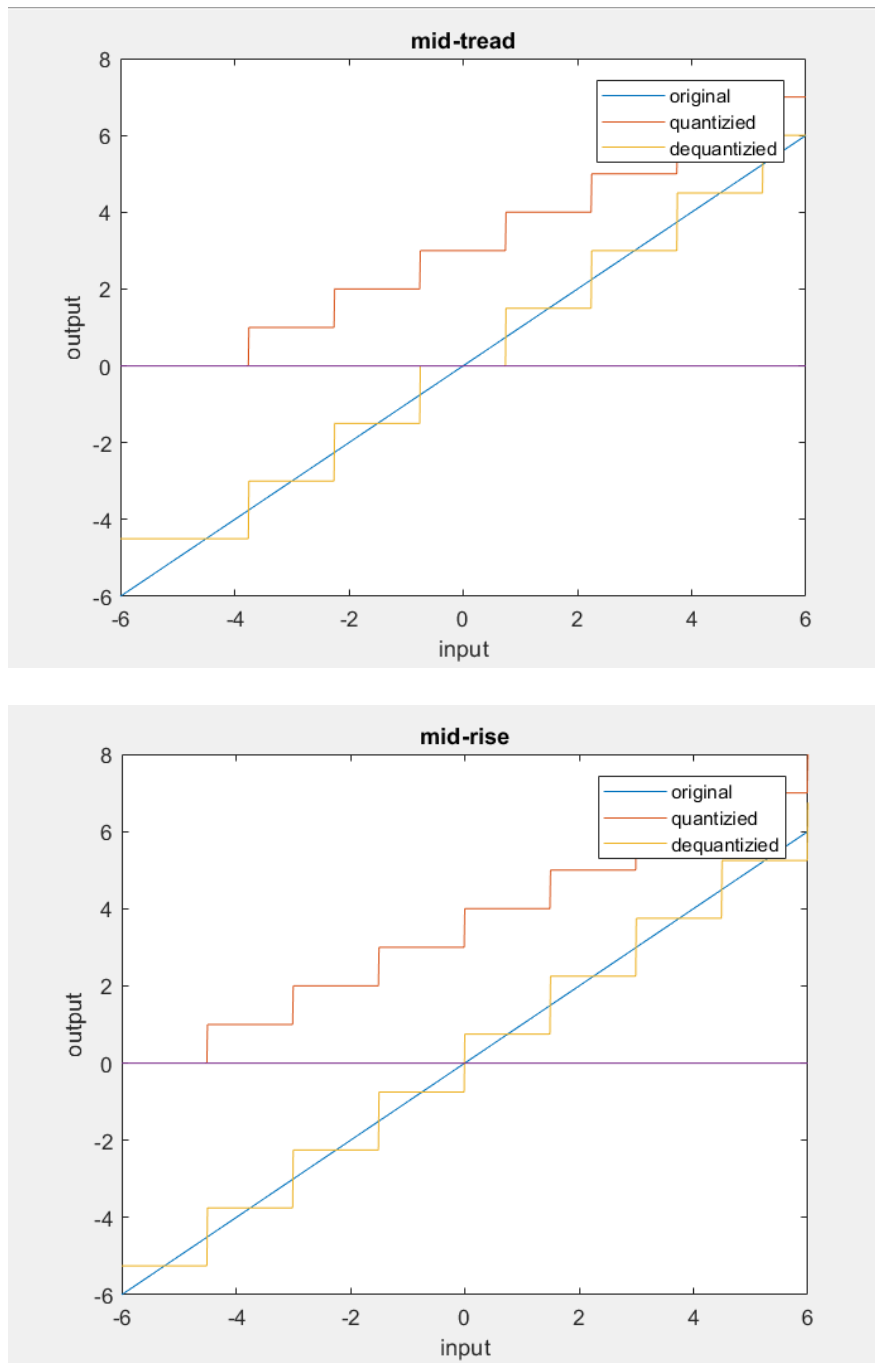 mid-tread
8
6
4
2
0
-2
-4
-6
output
original
quantizied
dequantizied
-6 -4 -2 0 2 4 6
input
mid-rise
8
6
4
2
0
-2
-4
-6
output
original
quantizied
dequantizied
-6 -4 -2 0 2 4 6
input